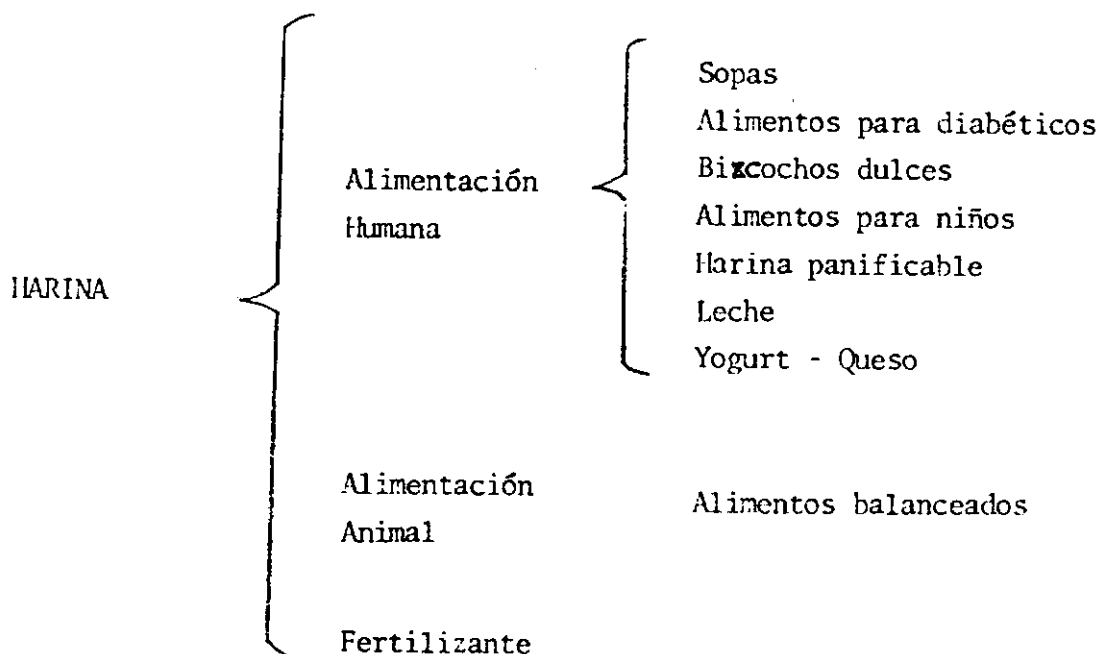 HARINA
Alimentación
Humana
Sopas
Alimentos para diabéticos
Bizcochos dulces
Alimentos para niños
Harina panificable
Leche
Yogurt - Queso
Alimentación
Animal
Alimentos balanceados
Fertilizante